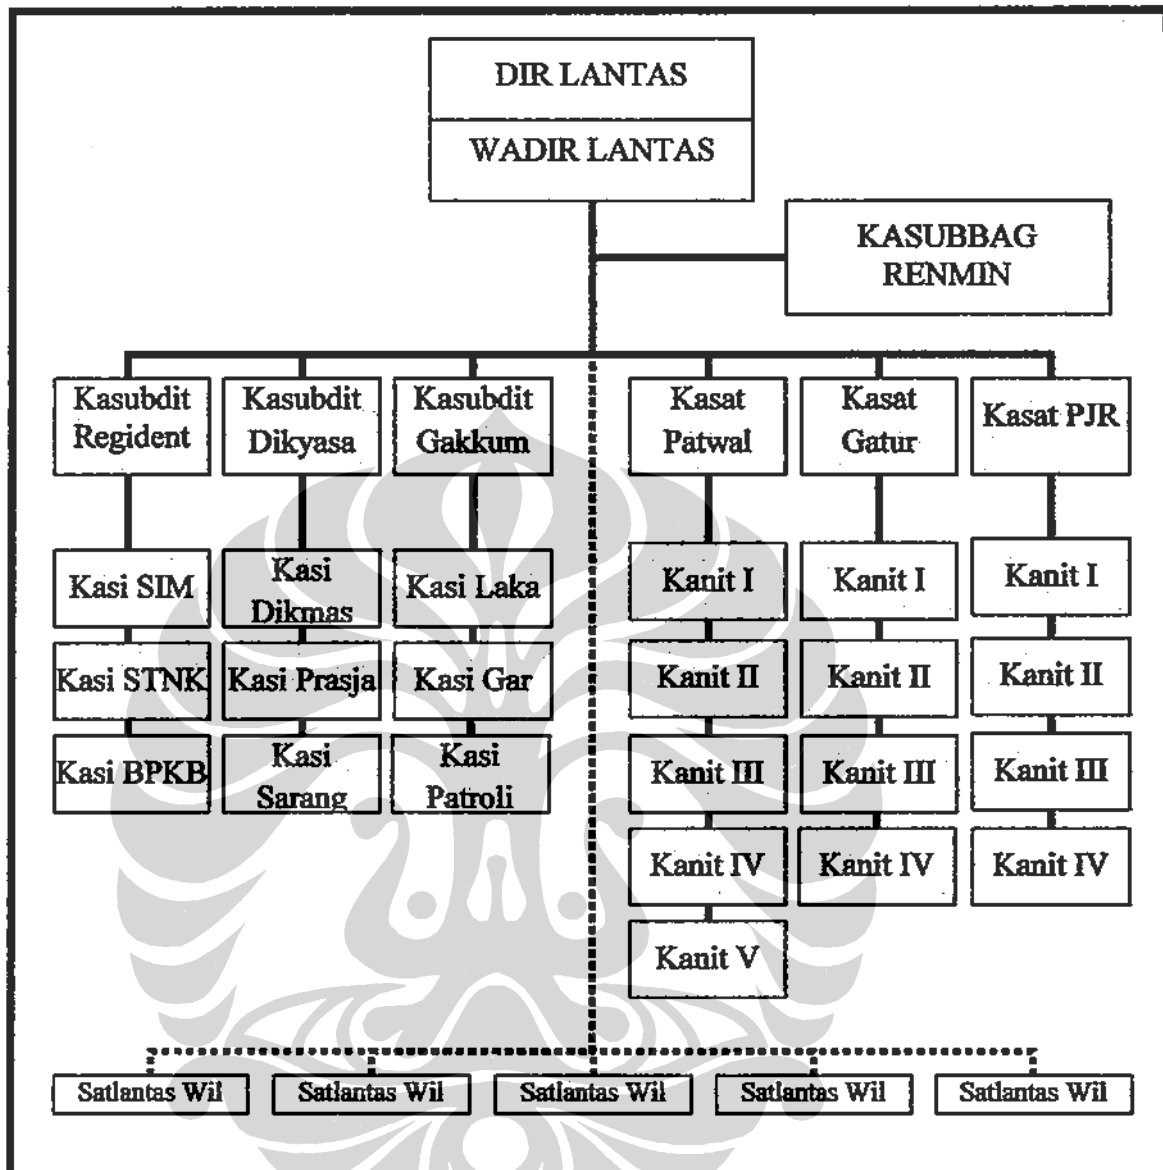 DIR LANTAS
WADIR LANTAS
KASUBBAG
RENMIN
Kasubdit
Regident
Kasubdit
Dikyasa
Kasubdit
Gakkum
Kasat
Patwal
Kasat
Gatur
Kasat PJR
Kasi SIM
Kasi
Dikmas
Kasi Laka
Kanit I
Kanit I
Kanit I
Kasi STNK
Kasi Prasja
Kasi Gar
Kanit II
Kanit II
Kanit II
Kasi BPKB
Kasi
Sarang
Kasi
Patroli
Kanit III
Kanit III
Kanit III
Kanit IV
Kanit IV
Kanit IV
Kanit V
Satlantas Wil
Satlantas Wil
Satlantas Wil
Satlantas Wil
Satlantas Wil